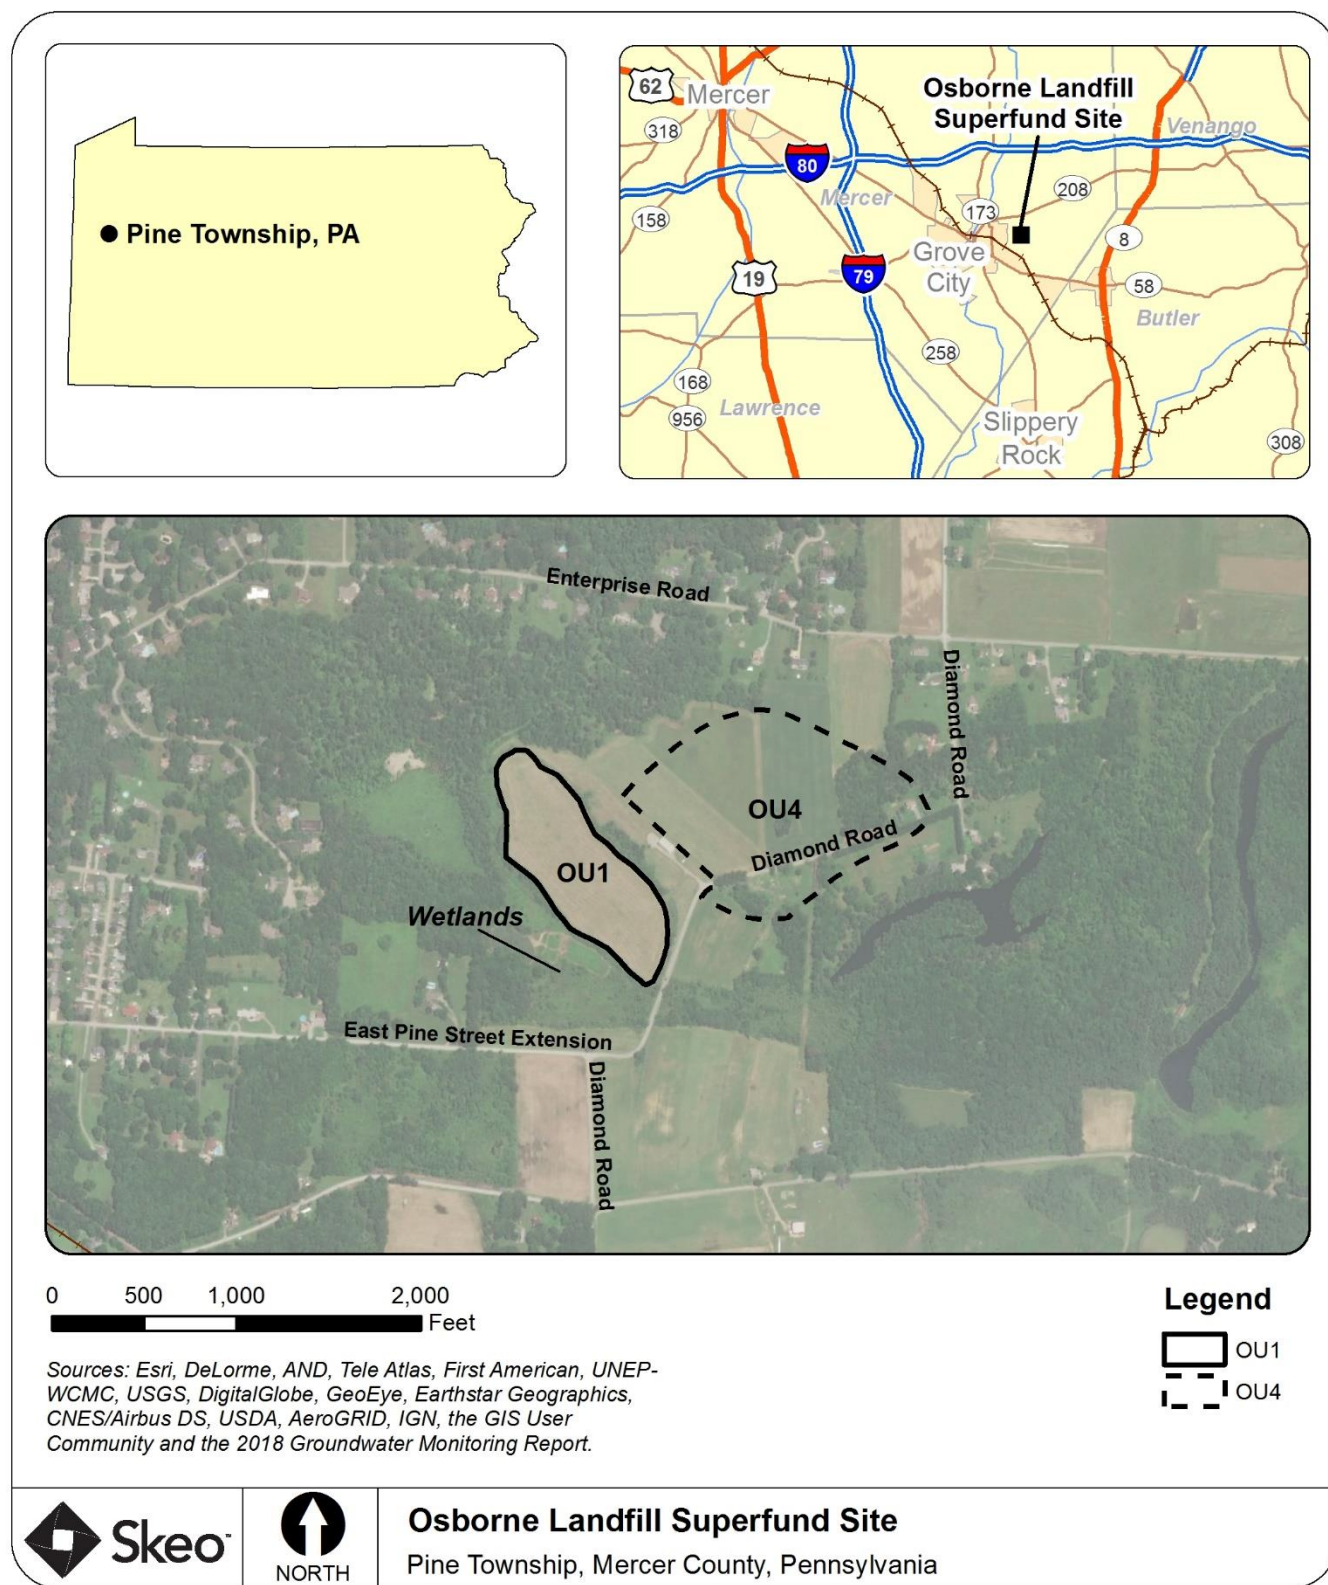 Pine Township, PA
62
Mercer
318
80
Mercer
158
19
79
Osborne Landfill
Superfund Site
Venango
208
173
8
Grove
City
58
Butler
258
168
Lawrence
956
Slippery
Rock
308
Enterprise Road
Diamond Road
OU4
Diamond Road
OU1
Wetlands
East Pine Street Extension
Diamond Road
0 500 1,000 2,000
Feet
Legend
OU1
OU4
Sources: Esri, DeLorme, AND, Tele Atlas, First American, UNEP-
WCMC, USGS, DigitalGlobe, GeoEye, Earthstar Geographics,
CNES/Airbus DS, USDA, AeroGRID, IGN, the GIS User
Community and the 2018 Groundwater Monitoring Report.
Skeo™
NORTH
Osborne Landfill Superfund Site
Pine Township, Mercer County, Pennsylvania